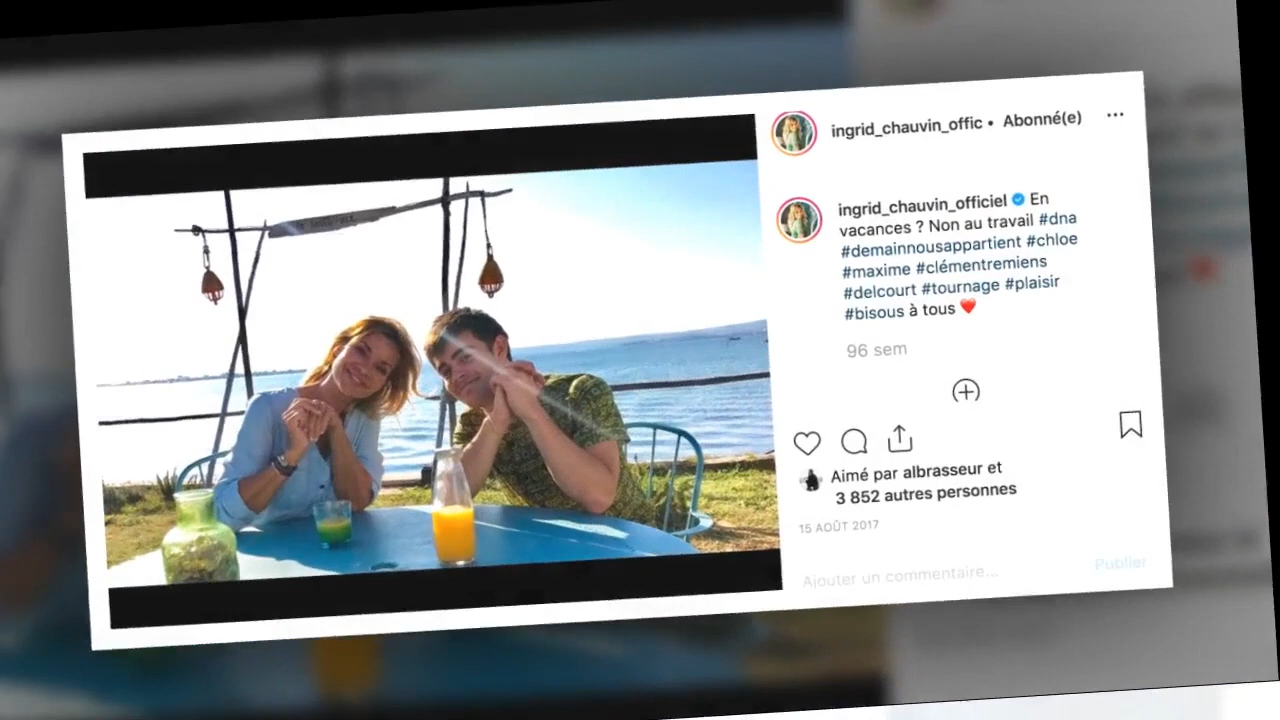 ingrid_chauvin_offic • Abonné(e)
ingrid_chauvin_officiel En
vacances ? Non au travail #dna
#demainnousappartient #chloe
#maxime #clémentremiens
#delcourt #tournage #plaisir
#bisous à tous ❤️
96 sem
Aimé par albrasseur et
3 852 autres personnes
15 AOÛT 2017
Ajouter un commentaire...
Publier